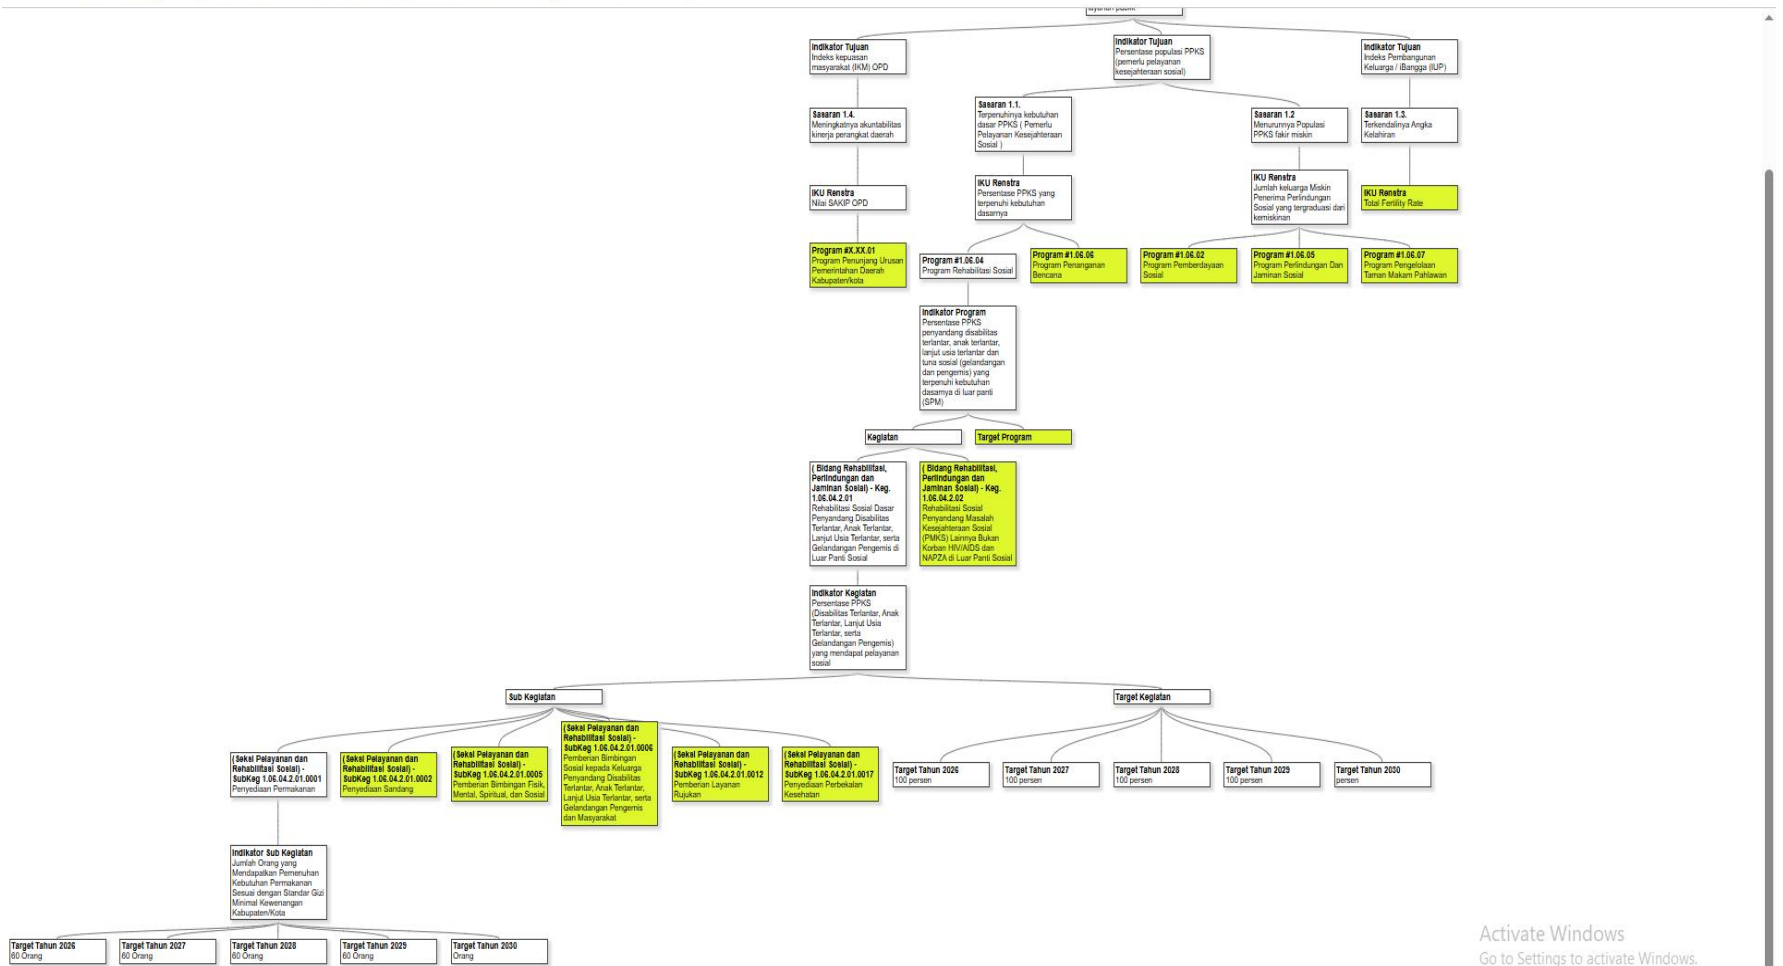 layanan publik
Indikator Tujuan
Indeks kepuasan
masyarakat (IKM) OPD
Indikator Tujuan
Persentase populasi PPKS
(pemerlu pelayanan
kesejahteraan sosial)
Indikator Tujuan
Indeks Pembangunan
Keluarga / iBangga (IUP)
Sasaran 1.4.
Meningkatnya akuntabilitas
kinerja perangkat daerah
Sasaran 1.1.
Terpenuhinya kebutuhan
dasar PPKS ( Pemerlu
Pelayanan Kesejahteraan
Sosial )
Sasaran 1.2
Menurunnya Populasi
PPKS fakir miskin
Sasaran 1.3.
Terkendalinya Angka
Kelahiran
IKU Renstra
Nilai SAKIP OPD
IKU Renstra
Persentase PPKS yang
terpenuhi kebutuhan
dasarnya
IKU Renstra
Jumlah keluarga Miskin
Penerima Perlindungan
Sosial yang tergraduasi dari
kemiskinan
IKU Renstra
Total Fertility Rate
Program #X.XX.01
Program Penunjang Urusan
Pemerintahan Daerah
Kabupaten/kota
Program #1.06.04
Program Rehabilitasi Sosial
Program #1.06.06
Program Penanganan
Bencana
Program #1.06.02
Program Pemberdayaan
Sosial
Program #1.06.05
Program Perlindungan Dan
Jaminan Sosial
Program #1.06.07
Program Pengelolaan
Taman Makam Pahlawan
Indikator Program
Persentase PPKS
penyandang disabilitas
terlantar, anak terlantar,
lanjut usia terlantar dan
tuna sosial (gelandangan
dan pengemis) yang
terpenuhi kebutuhan
dasarnya di luar panti
(SPM)
Kegiatan
Target Program
( Bidang Rehabilitasi,
Perlindungan dan
Jaminan Sosial) - Keg.
1.06.04.2.01
Rehabilitasi Sosial Dasar
Penyandang Disabilitas
Terlantar, Anak Terlantar,
Lanjut Usia Terlantar, serta
Gelandangan Pengemis di
Luar Panti Sosial
( Bidang Rehabilitasi,
Perlindungan dan
Jaminan Sosial) - Keg.
1.06.04.2.02
Rehabilitasi Sosial
Penyandang Masalah
Kesejahteraan Sosial
(PMKS) Lainnya Bukan
Korban HIV/AIDS dan
NAPZA di Luar Panti Sosial
Indikator Kegiatan
Persentase PPKS
(Disabilitas Terlantar, Anak
Terlantar, Lanjut Usia
Terlantar, serta
Gelandangan Pengemis)
yang mendapat pelayanan
sosial
Sub Kegiatan
Target Kegiatan
(Seksi Pelayanan dan
Rehabilitasi Sosial) -
SubKeg 1.06.04.2.01.0001
Penyediaan Permakanan
(Seksi Pelayanan dan
Rehabilitasi Sosial) -
SubKeg 1.06.04.2.01.0002
Penyediaan Sandang
(Seksi Pelayanan dan
Rehabilitasi Sosial) -
SubKeg 1.06.04.2.01.0005
Pemberian Bimbingan Fisik,
Mental, Spiritual, dan Sosial
(Seksi Pelayanan dan
Rehabilitasi Sosial) -
SubKeg 1.06.04.2.01.0006
Pemberian Bimbingan
Sosial kepada Keluarga
Penyandang Disabilitas
Terlantar, Anak Terlantar,
Lanjut Usia Terlantar, serta
Gelandangan Pengemis
dan Masyarakat
(Seksi Pelayanan dan
Rehabilitasi Sosial) -
SubKeg 1.06.04.2.01.0012
Pemberian Layanan
Rujukan
(Seksi Pelayanan dan
Rehabilitasi Sosial) -
SubKeg 1.06.04.2.01.0017
Penyediaan Perbekalan
Kesehatan
Target Tahun 2026
100 persen
Target Tahun 2027
100 persen
Target Tahun 2028
100 persen
Target Tahun 2029
100 persen
Target Tahun 2030
persen
Indikator Sub Kegiatan
Jumlah Orang yang
Mendapatkan Pemenuhan
Kebutuhan Permakanan
Sesuai dengan Standar Gizi
Minimal Kewenangan
Kabupaten/Kota
Target Tahun 2026
60 Orang
Target Tahun 2027
60 Orang
Target Tahun 2028
60 Orang
Target Tahun 2029
60 Orang
Target Tahun 2030
Orang
Activate Windows
Go to Settings to activate Windows.